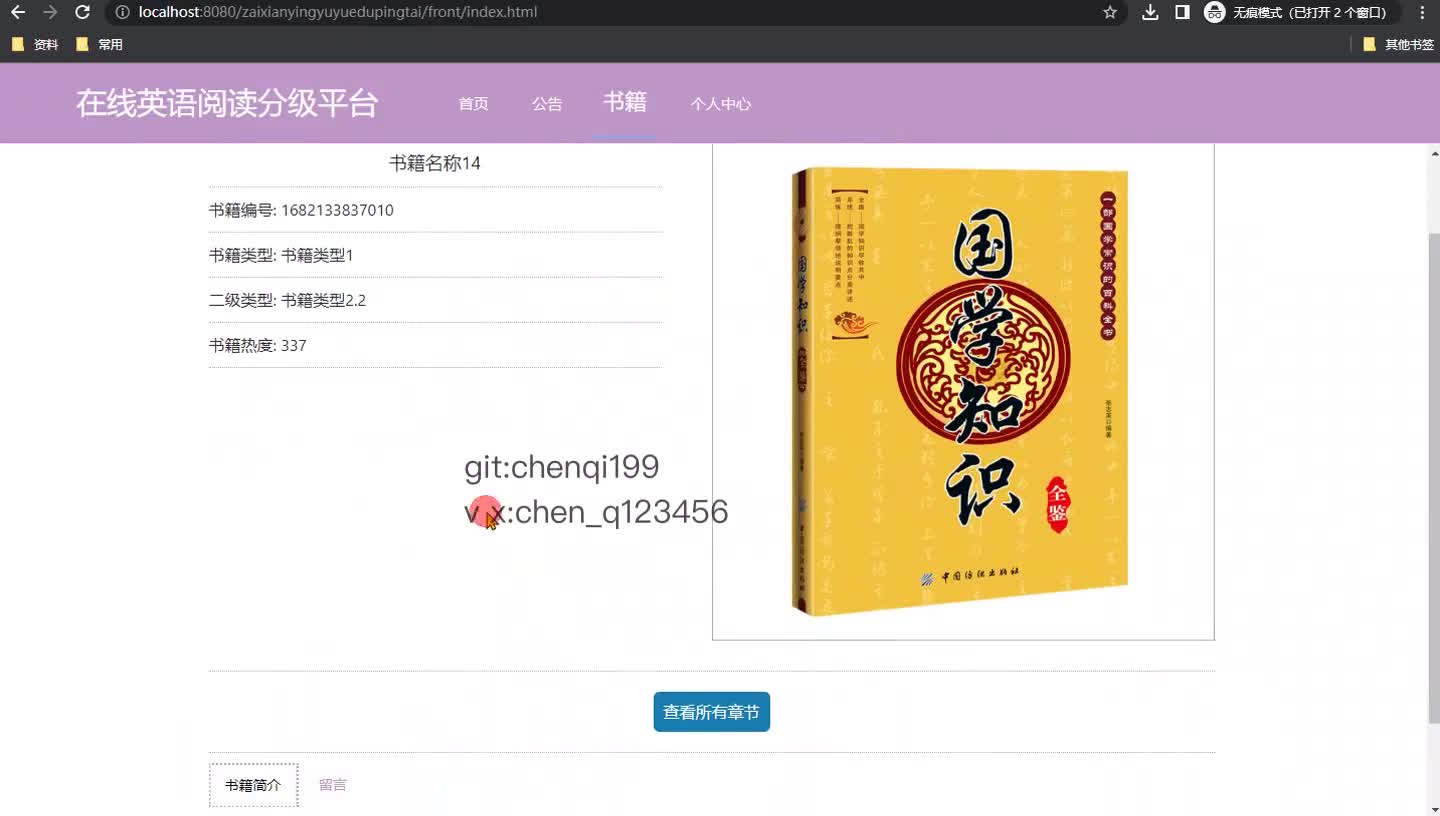 localhost:8080/zaixianyingyuyuedupingtai/front/index.html
无痕模式（已打开 2 个窗口）
资料
常用
其他书签
在线英语阅读分级平台
首页
公告
书籍
个人中心
书籍名称14
书籍编号: 1682133837010
书籍类型: 书籍类型1
二级类型: 书籍类型2.2
书籍热度: 337
git:chenqi199
v x:chen_q123456
国学知识
全鉴
一部国学常识的百科全书
中国纺织出版社
查看所有章节
书籍简介
留言